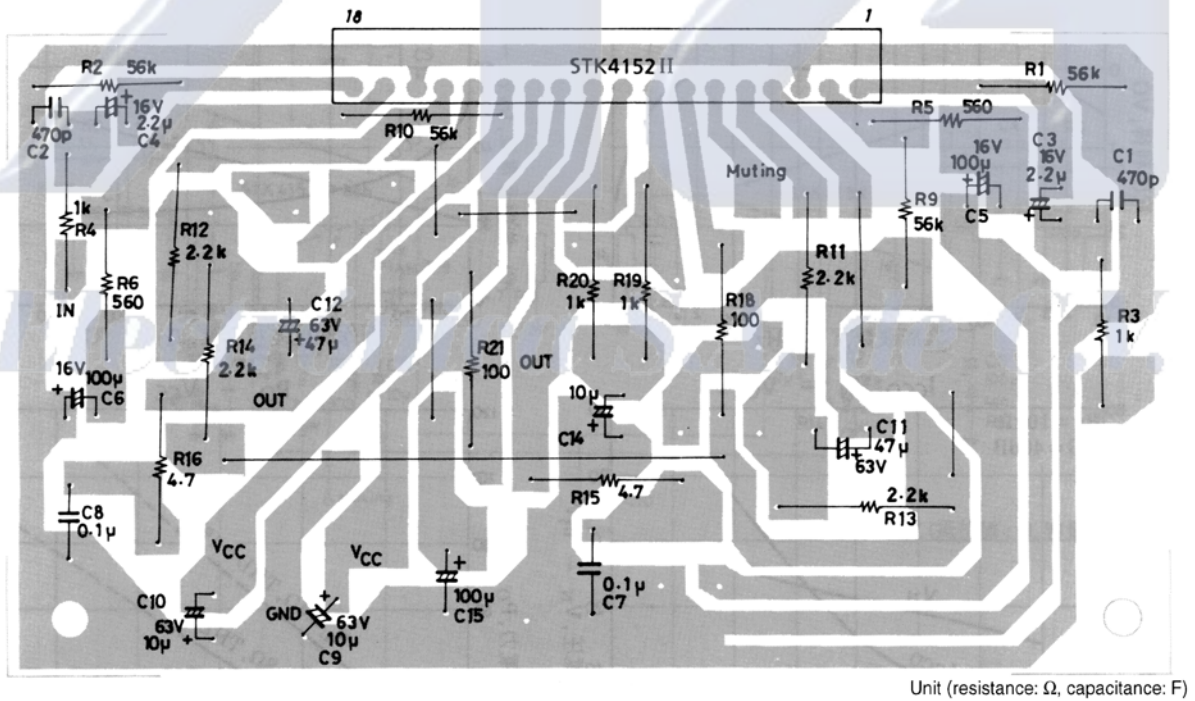 18
1
STK4152 II
R2 56k
470p
C2
16V
2.2μ
C4
R10 56k
R1 56k
R5 560
16V
100μ
C5
C3
16V
2.2μ
C1
470p
Muting
1k
R4
R12
2.2k
R9
56k
R11
2.2k
IN
R6
560
C12
63V
47μ
R14
2.2k
R20
1k
R19
1k
R18
100
R3
1k
R21
100
OUT
16V
100μ
C6
OUT
10μ
C14
C11
47μ
63V
R16
4.7
R15 4.7
2.2k
R13
C8
0.1μ
VCC
VCC
C10
63V
10μ
GND
63V
10μ
C9
100μ
C15
0.1μ
C7
Electronica S.A. de C.V.
Unit (resistance: Ω, capacitance: F)